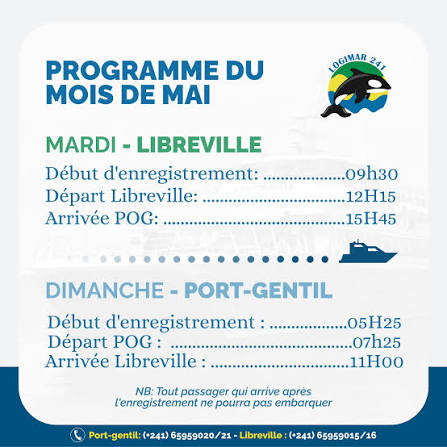 PROGRAMME DU
MOIS DE MAI
LOGIMAR 241
MARDI - LIBREVILLE
Début d'enregistrement: ...................09h30
Départ Libreville: .................................12H15
Arrivée POG: ..........................................15H45
DIMANCHE - PORT-GENTIL
Début d'enregistrement : ...................05H25
Départ POG : ..........................................07h25
Arrivée Libreville : ................................11H00
NB: Tout passager qui arrive après
l'enregistrement ne pourra pas embarquer
Port-gentil: (+241) 65959020/21 - Libreville : (+241) 65959015/16